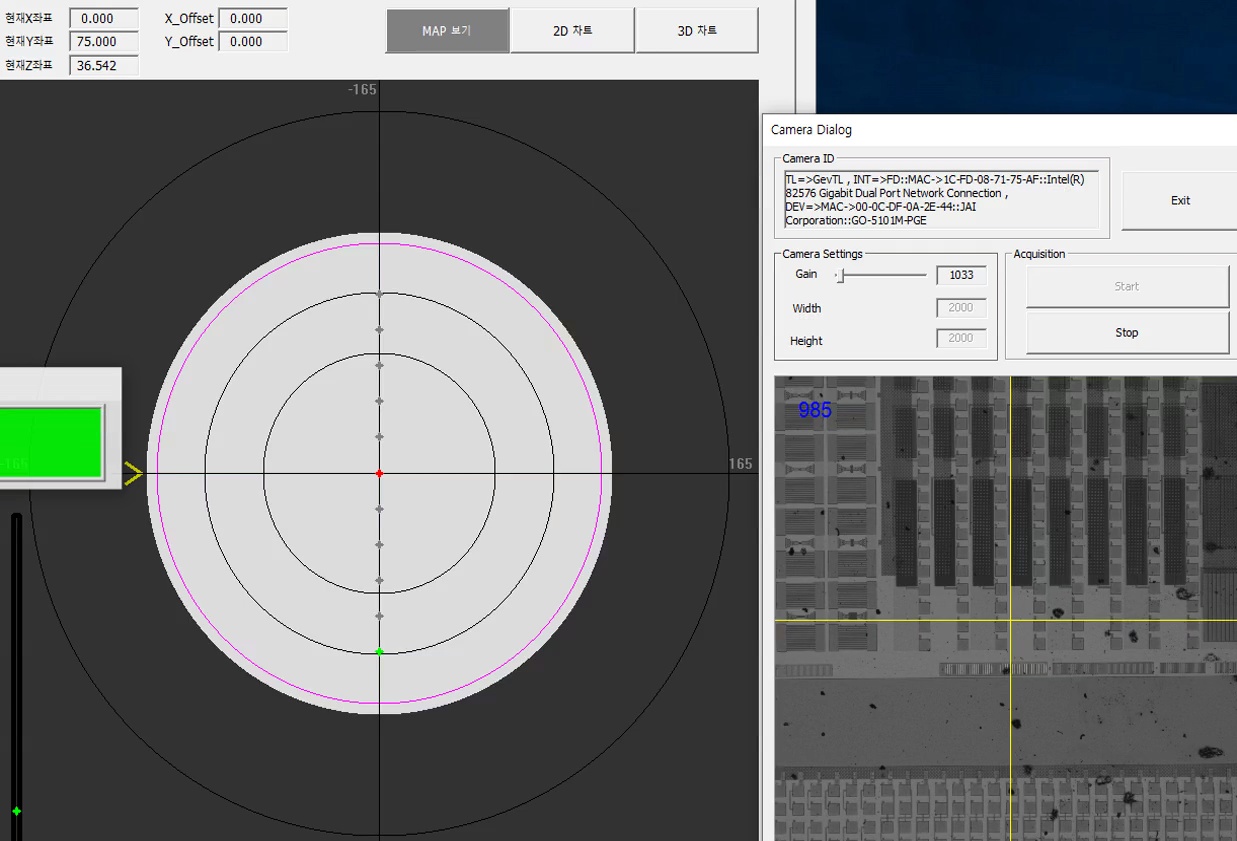 현재X좌표 0.000 X_Offset 0.000
현재Y좌표 75.000 Y_Offset 0.000
현재Z좌표 36.542
MAP 보기 2D 차트 3D 차트
-165
-165
165
Camera Dialog
Camera ID
TL=>GevTL , INT=>FD::MAC->1C-FD-08-71-75-AF::Intel(R)
82576 Gigabit Dual Port Network Connection ,
DEV=>MAC->00-0C-DF-0A-2E-44::JAI
Corporation::GO-5101M-PGE
Exit
Camera Settings
Gain 1033
Width 2000
Height 2000
Acquisition
Start
Stop
985